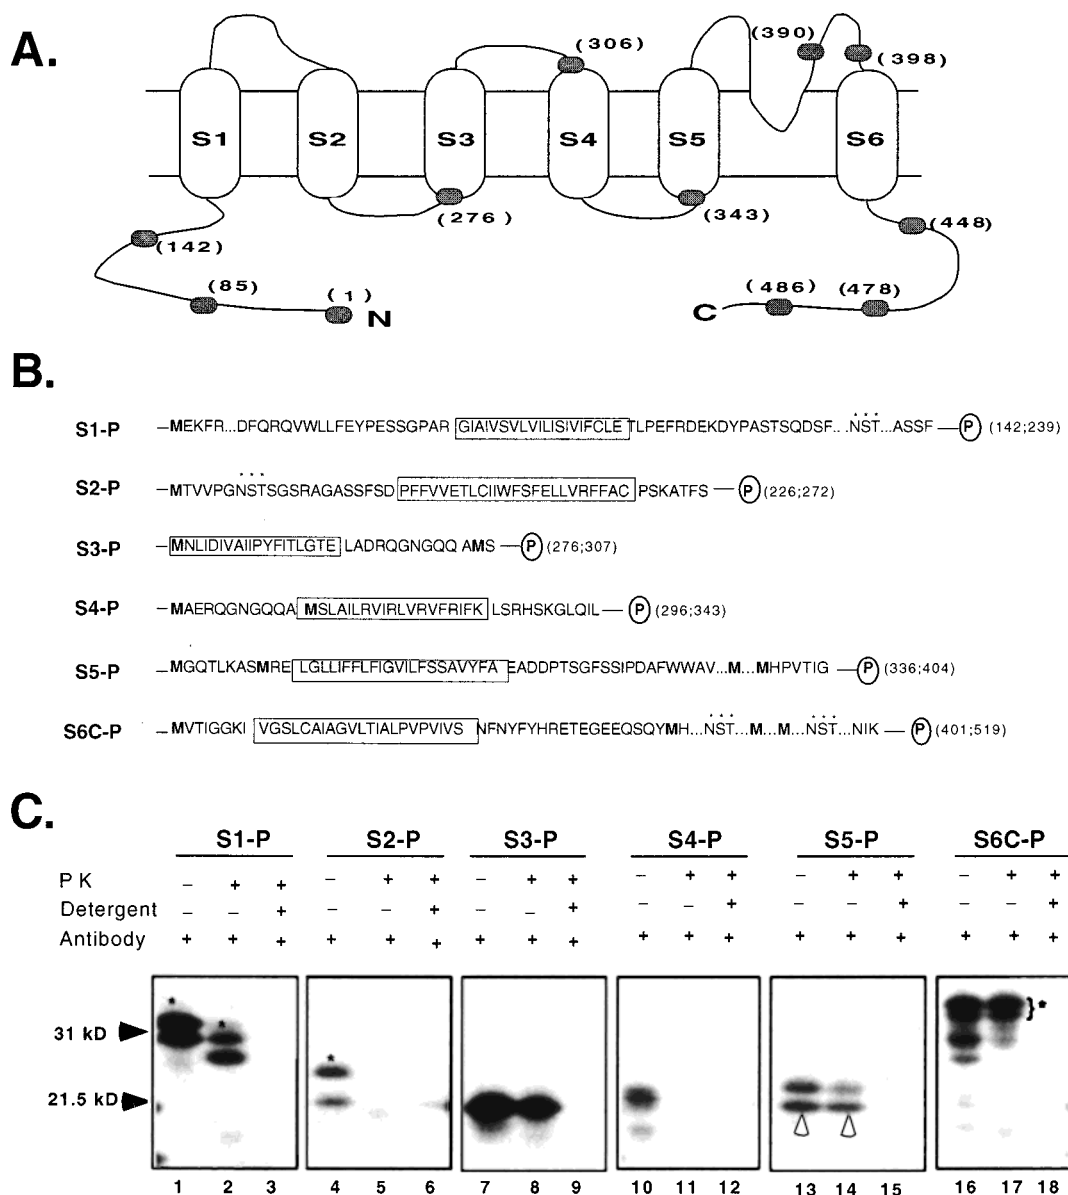 A.
(306)
(390)
(398)
S1 S2 S3 S4 S5 S6
(276)
(343)
(448)
(142)
(85)
(1)
N
C
(486)
(478)
B.
S1-P –MEKFR...DFQRQVWLLFEYPESSGPAR GIAIVSVLVILISIVIFCLE TLPEFRDEKDYPASTSQDSF...NST...ASSF — P (142;239)
S2-P –MTVVPGNSTSGSRAGASSFSD PFFVVETLCIIWFSFELLVRFFAC PSKATFS — P (226;272)
S3-P –MNLIDIVAIIPYFITLGTE LADRQGNGQQ AMS — P (276;307)
S4-P –MAERQGNGQQA MSLAILRVIRLVRVFRIFK LSRHSKGLQIL — P (296;343)
S5-P –MGQTLKASMRE LGLLIFFLFIGVILFSSAVYFA EADDPTSGFSSIPDAFWWAV...M...MHPVTIG — P (336;404)
S6C-P –MVTIGGKI VGSLCAIAGVLTIALPVPVIVS NFNYFYHRETEGEEQSQYMH...NST...M...M...NST...NIK — P (401;519)
C.
S1-P S2-P S3-P S4-P S5-P S6C-P
PK – + + – + + – + + – + + – + + – + +
Detergent – – + – – + – – + – – + – – + – – +
Antibody + + + + + + + + + + + + + + + + + +
* * * *
31 kD
21.5 kD
1 2 3 4 5 6 7 8 9 10 11 12 13 14 15 16 17 18